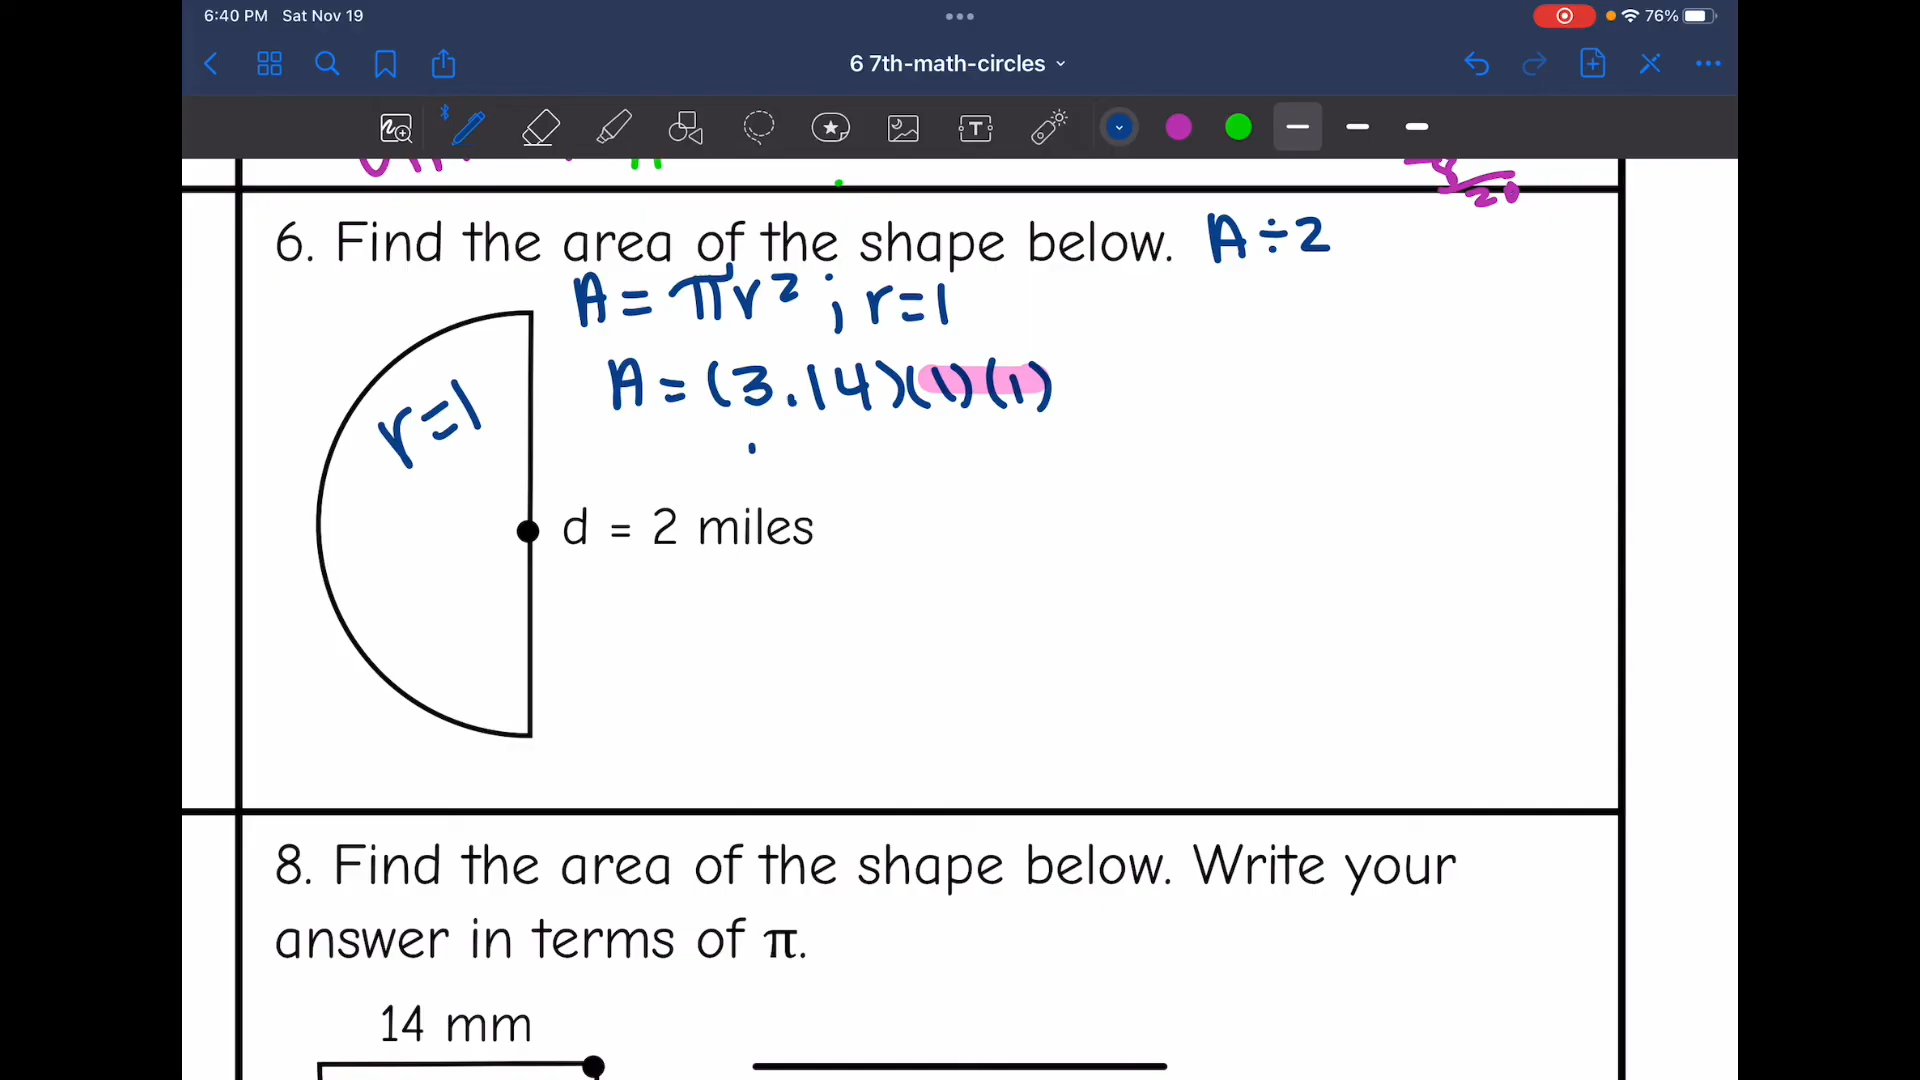 6:40 PM Sat Nov 19
76%
6 7th-math-circles
T
6. Find the area of the shape below. A ÷ 2
A = πr² ; r = 1
A = (3.14)(1)(1)
r = 1
d = 2 miles
8. Find the area of the shape below. Write your
answer in terms of π.
14 mm